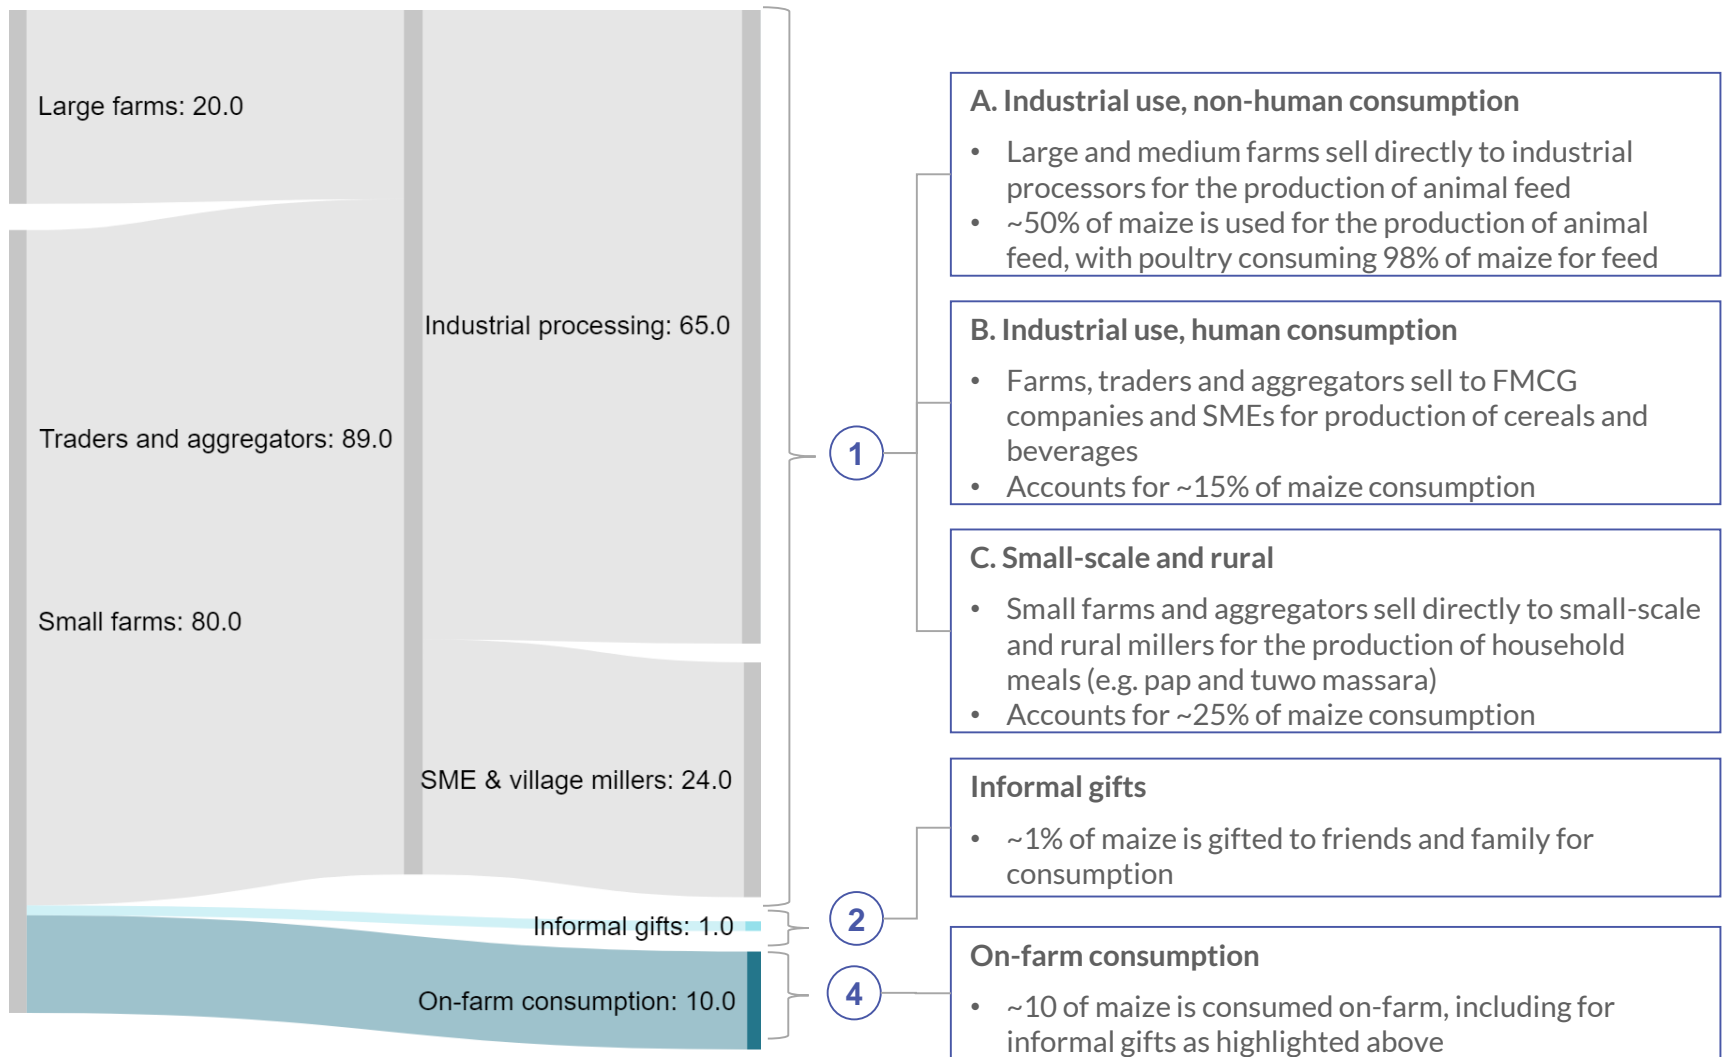 Large farms: 20.0
Traders and aggregators: 89.0
Small farms: 80.0
Industrial processing: 65.0
SME & village millers: 24.0
Informal gifts: 1.0
On-farm consumption: 10.0
1
A. Industrial use, non-human consumption
• Large and medium farms sell directly to industrial
processors for the production of animal feed
• ~50% of maize is used for the production of animal
feed, with poultry consuming 98% of maize for feed
B. Industrial use, human consumption
• Farms, traders and aggregators sell to FMCG
companies and SMEs for production of cereals and
beverages
• Accounts for ~15% of maize consumption
C. Small-scale and rural
• Small farms and aggregators sell directly to small-scale
and rural millers for the production of household
meals (e.g. pap and tuwo massara)
• Accounts for ~25% of maize consumption
2
Informal gifts
• ~1% of maize is gifted to friends and family for
consumption
4
On-farm consumption
• ~10 of maize is consumed on-farm, including for
informal gifts as highlighted above